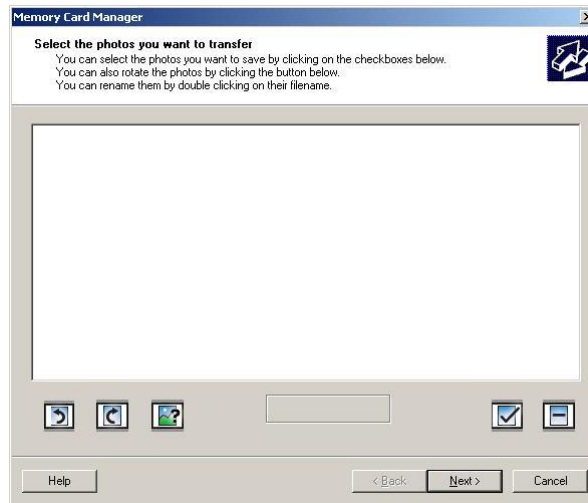 Memory Card Manager
Select the photos you want to transfer
You can select the photos you want to save by clicking on the checkboxes below.
You can also rotate the photos by clicking the button below.
You can rename them by double clicking on their filename.
?
Help
< Back
Next >
Cancel